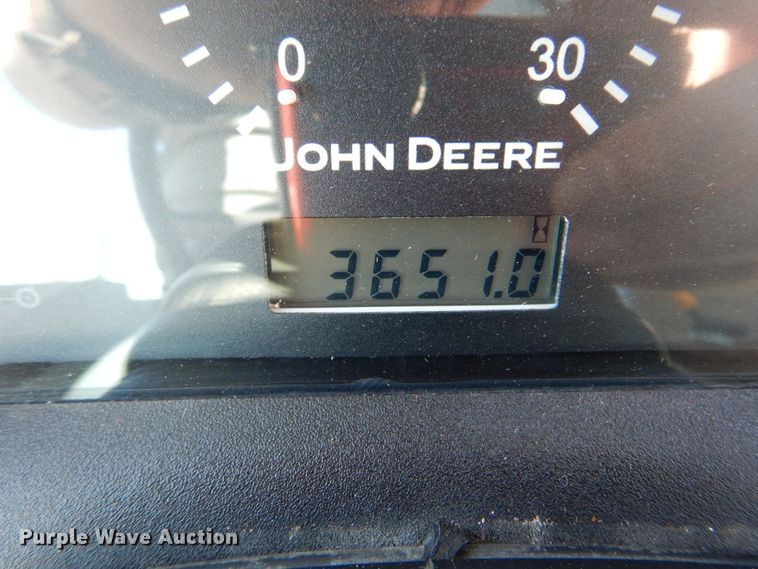 0 30
JOHN DEERE
3651.0
Purple Wave Auction®